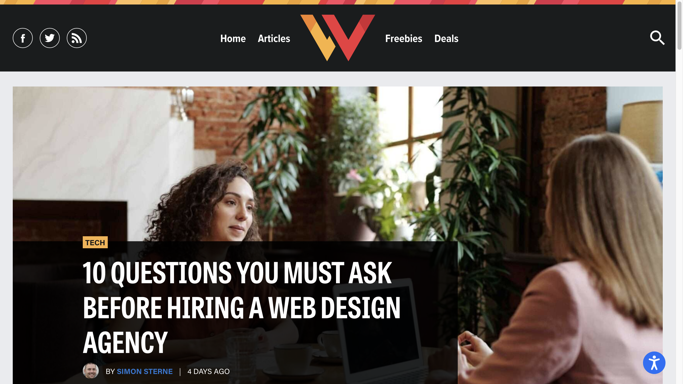 Home Articles Freebies Deals
TECH
10 QUESTIONS YOU MUST ASK
BEFORE HIRING A WEB DESIGN
AGENCY
BY SIMON STERNE | 4 DAYS AGO